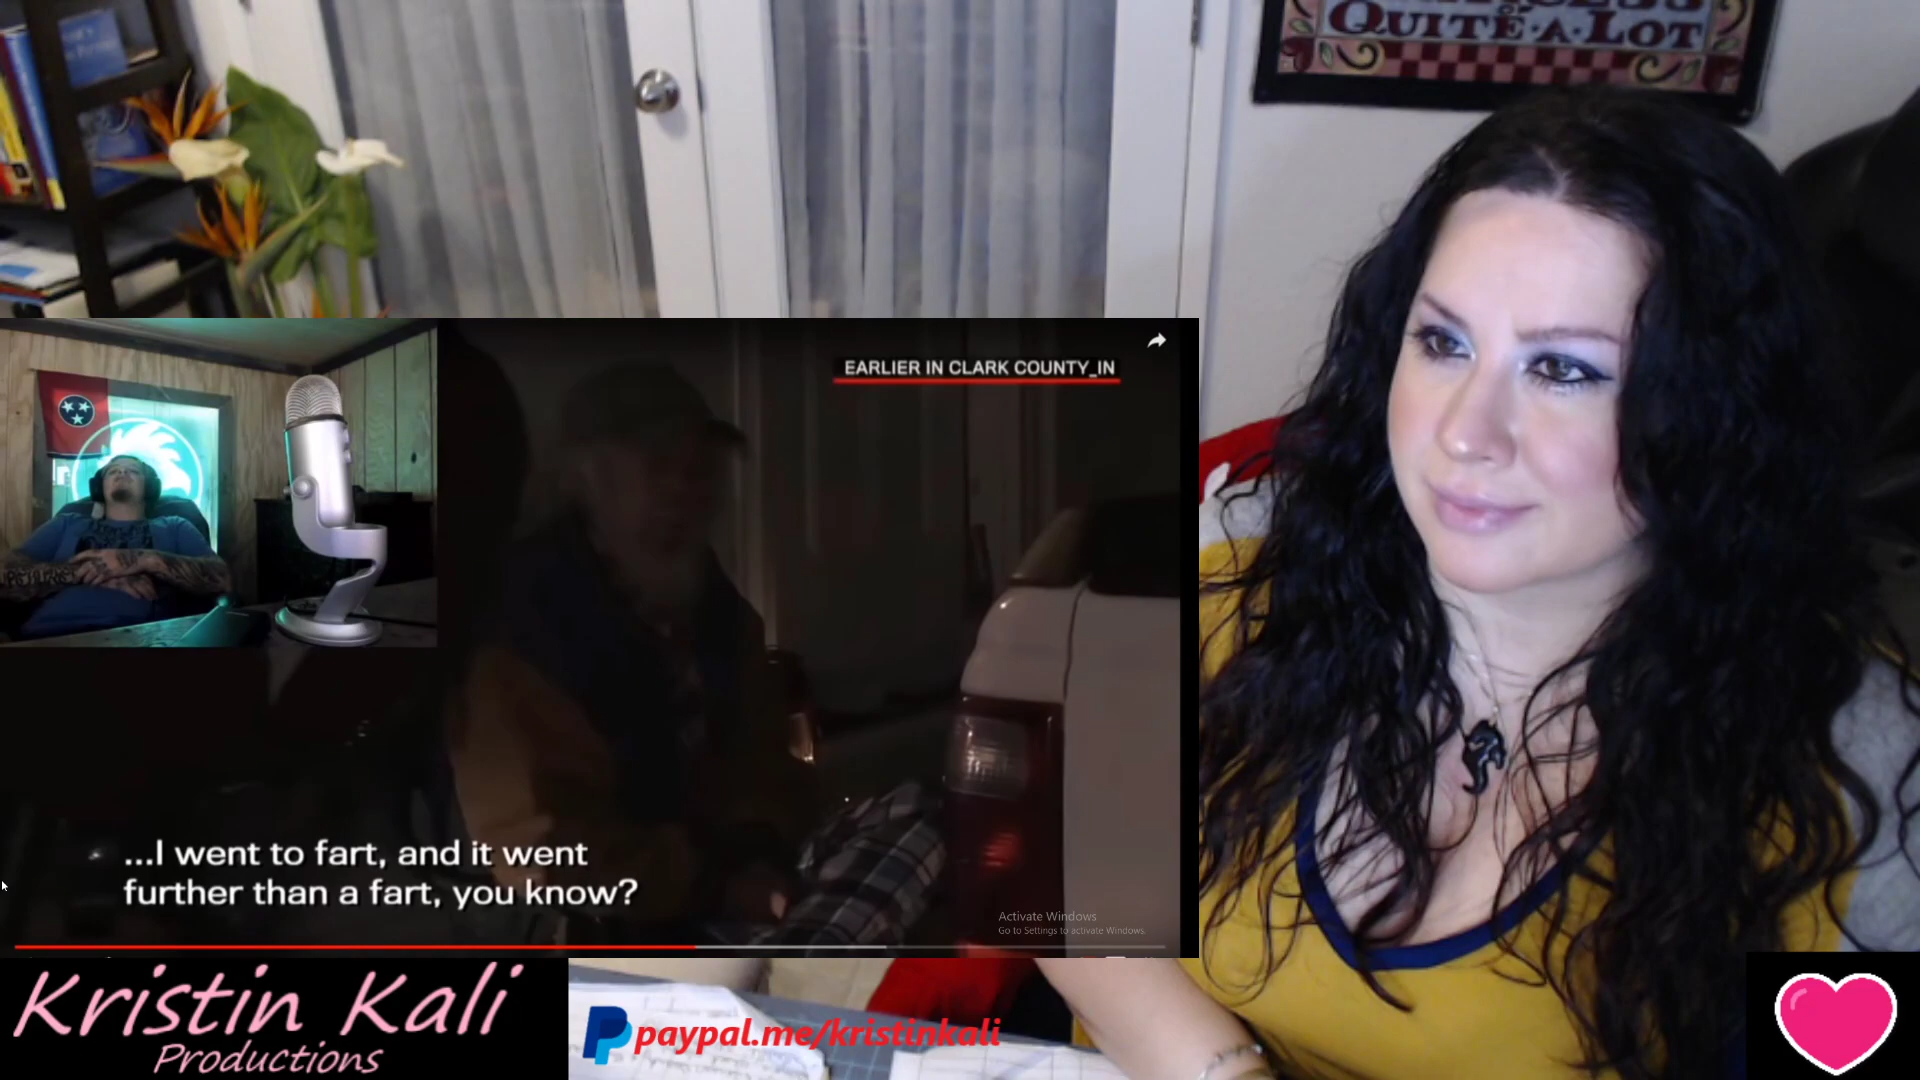 QUITE·A·LOT
EARLIER IN CLARK COUNTY_IN
...I went to fart, and it went
further than a fart, you know?
Activate Windows
Go to Settings to activate Windows.
Kristin Kali
Productions
paypal.me/kristinkali